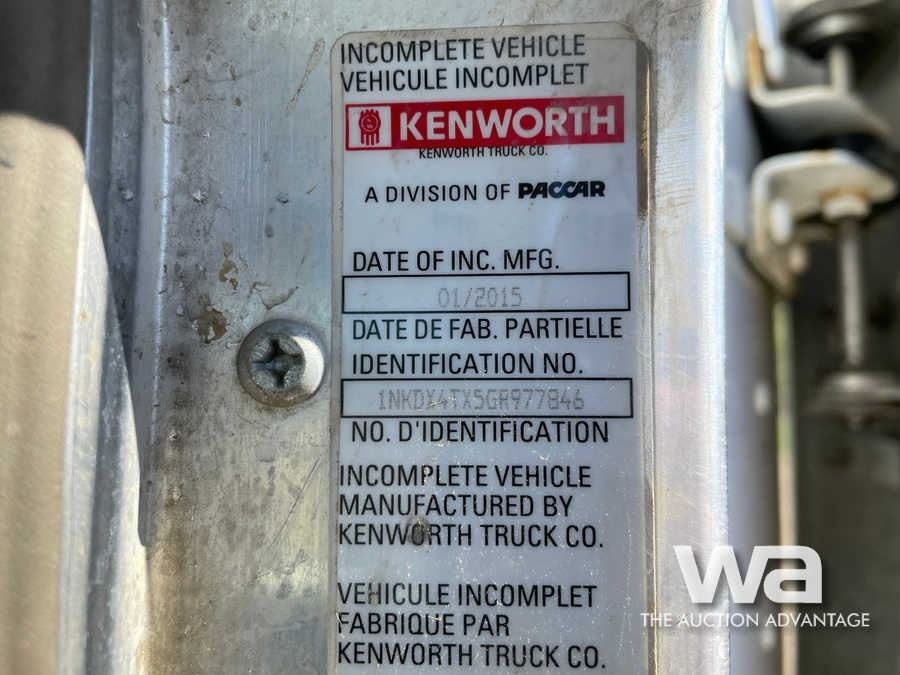 INCOMPLETE VEHICLE
VEHICULE INCOMPLET
KENWORTH
KENWORTH TRUCK CO.
A DIVISION OF PACCAR
DATE OF INC. MFG.
01/2015
DATE DE FAB. PARTIELLE
IDENTIFICATION NO.
1NKDX4TX5GR977846
NO. D'IDENTIFICATION
INCOMPLETE VEHICLE
MANUFACTURED BY
KENWORTH TRUCK CO.
VEHICULE INCOMPLET
FABRIQUE PAR
KENWORTH TRUCK CO.
wa
THE AUCTION ADVANTAGE